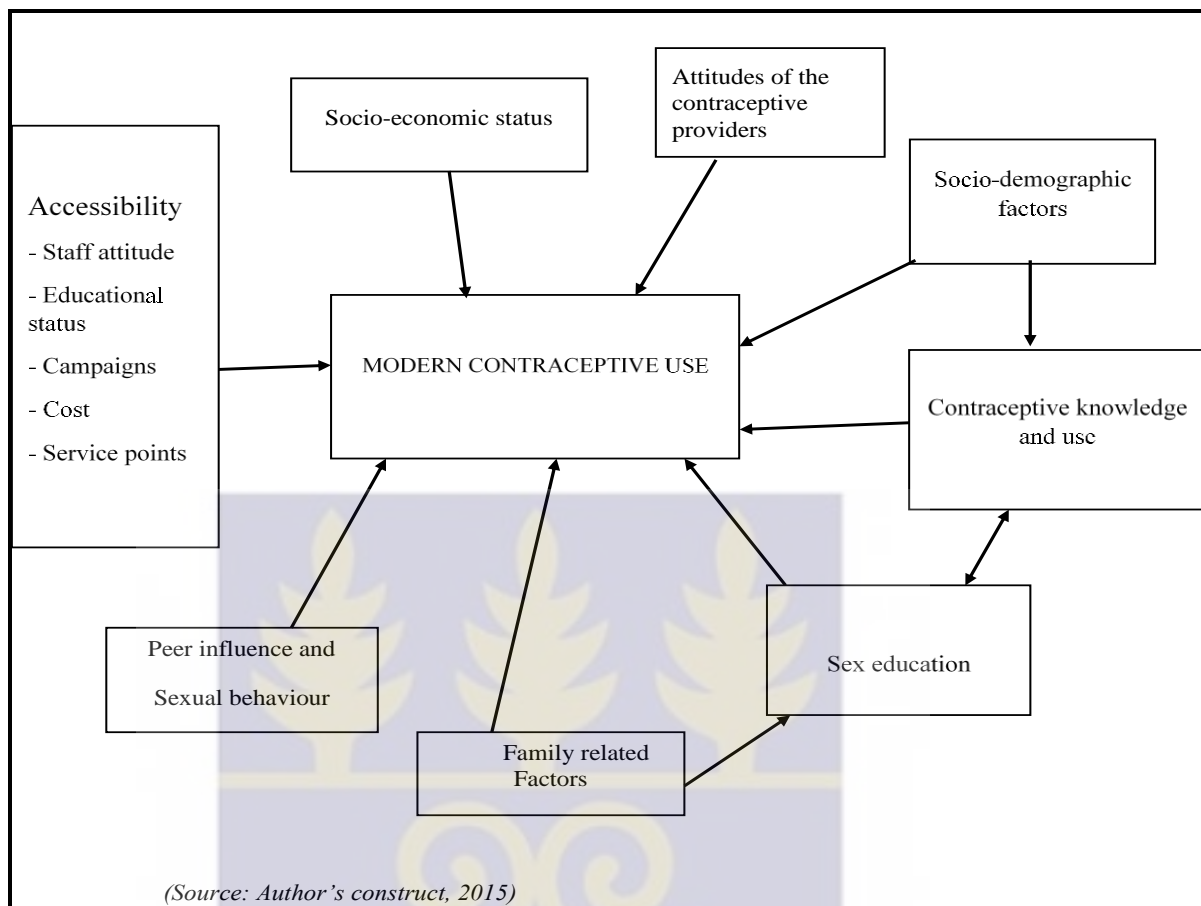 Socio-economic status
Attitudes of the
contraceptive
providers
Socio-demographic
factors
Accessibility
- Staff attitude
- Educational
status
- Campaigns
- Cost
- Service points
MODERN CONTRACEPTIVE USE
Contraceptive knowledge
and use
Peer influence and
Sexual behaviour
Sex education
Family related
Factors
(Source: Author's construct, 2015)